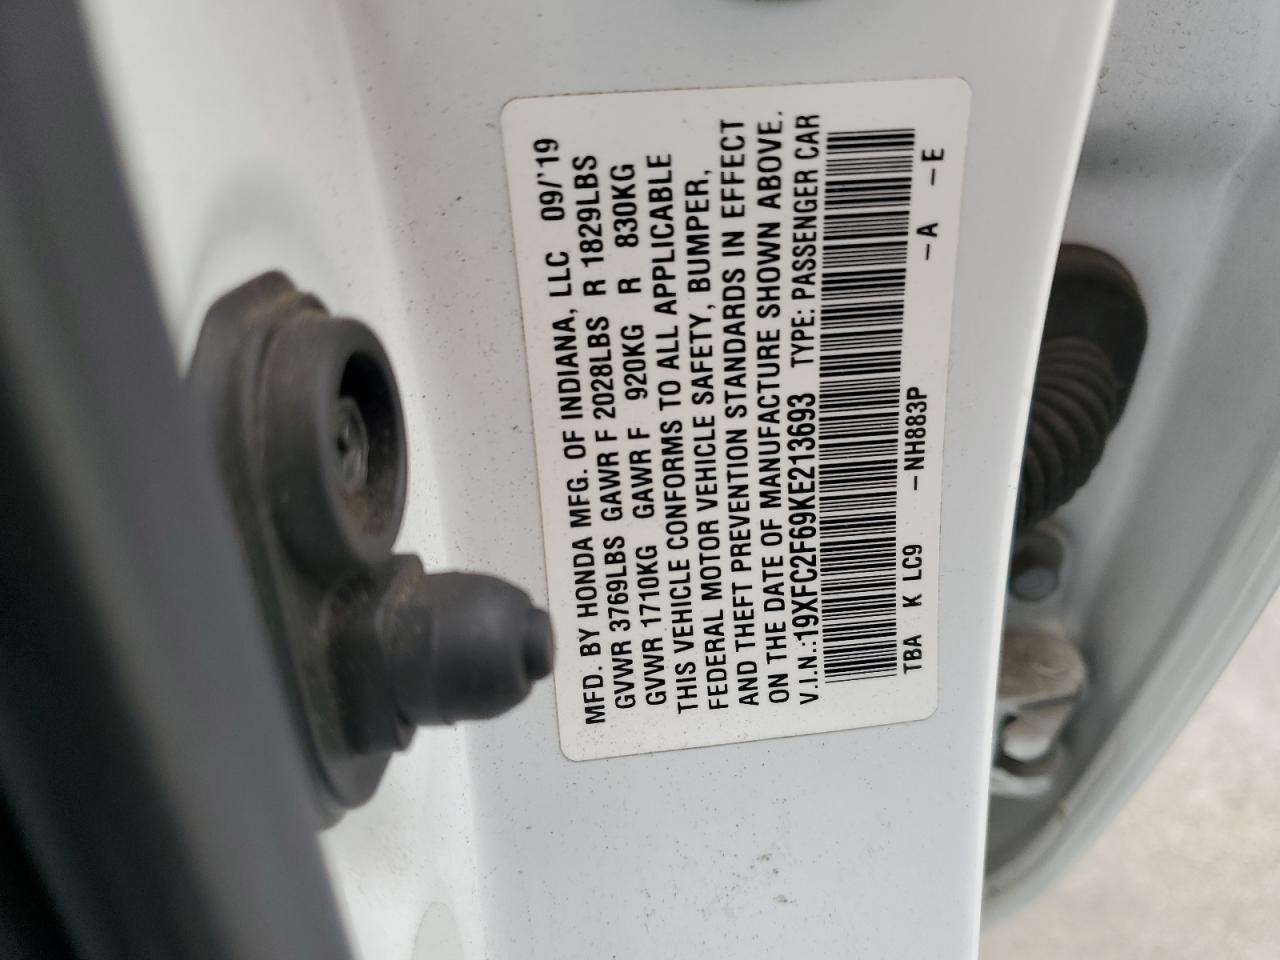 MFD. BY HONDA MFG. OF INDIANA, LLC 09/'19
GVWR 3769LBS GAWR F 2028LBS R 1829LBS
GVWR 1710KG GAWR F 920KG R 830KG
THIS VEHICLE CONFORMS TO ALL APPLICABLE
FEDERAL MOTOR VEHICLE SAFETY, BUMPER,
AND THEFT PREVENTION STANDARDS IN EFFECT
ON THE DATE OF MANUFACTURE SHOWN ABOVE.
V.I.N.:19XFC2F69KE213693 TYPE: PASSENGER CAR
TBA K LC9 -NH883P -A -E